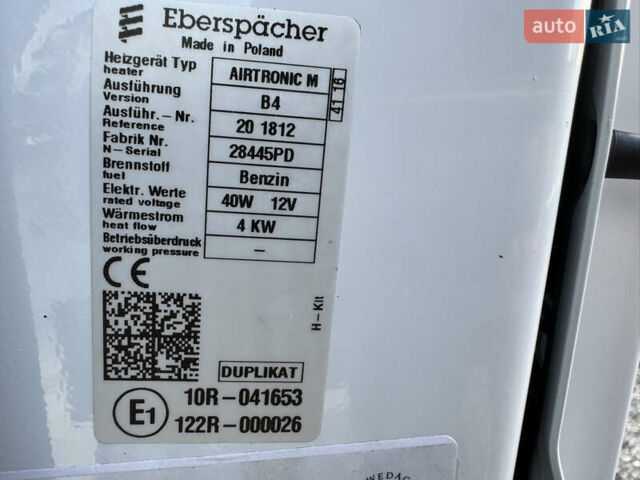 Eberspächer
Made in Poland
auto RIA.com
Heizgerät Typ
heater
AIRTRONIC M
41 16
Ausführung
Version
B4
Ausführ.- Nr.
Reference
20 1812
Fabrik Nr.
N-Serial
28445PD
Brennstoff
fuel
Benzin
Elektr. Werte
rated voltage
40W 12V
Wärmestrom
heat flow
4 KW
Betriebsüberdruck
working pressure
–
CE
H-Kit
DUPLIKAT
E1
10R-041653
122R-000026